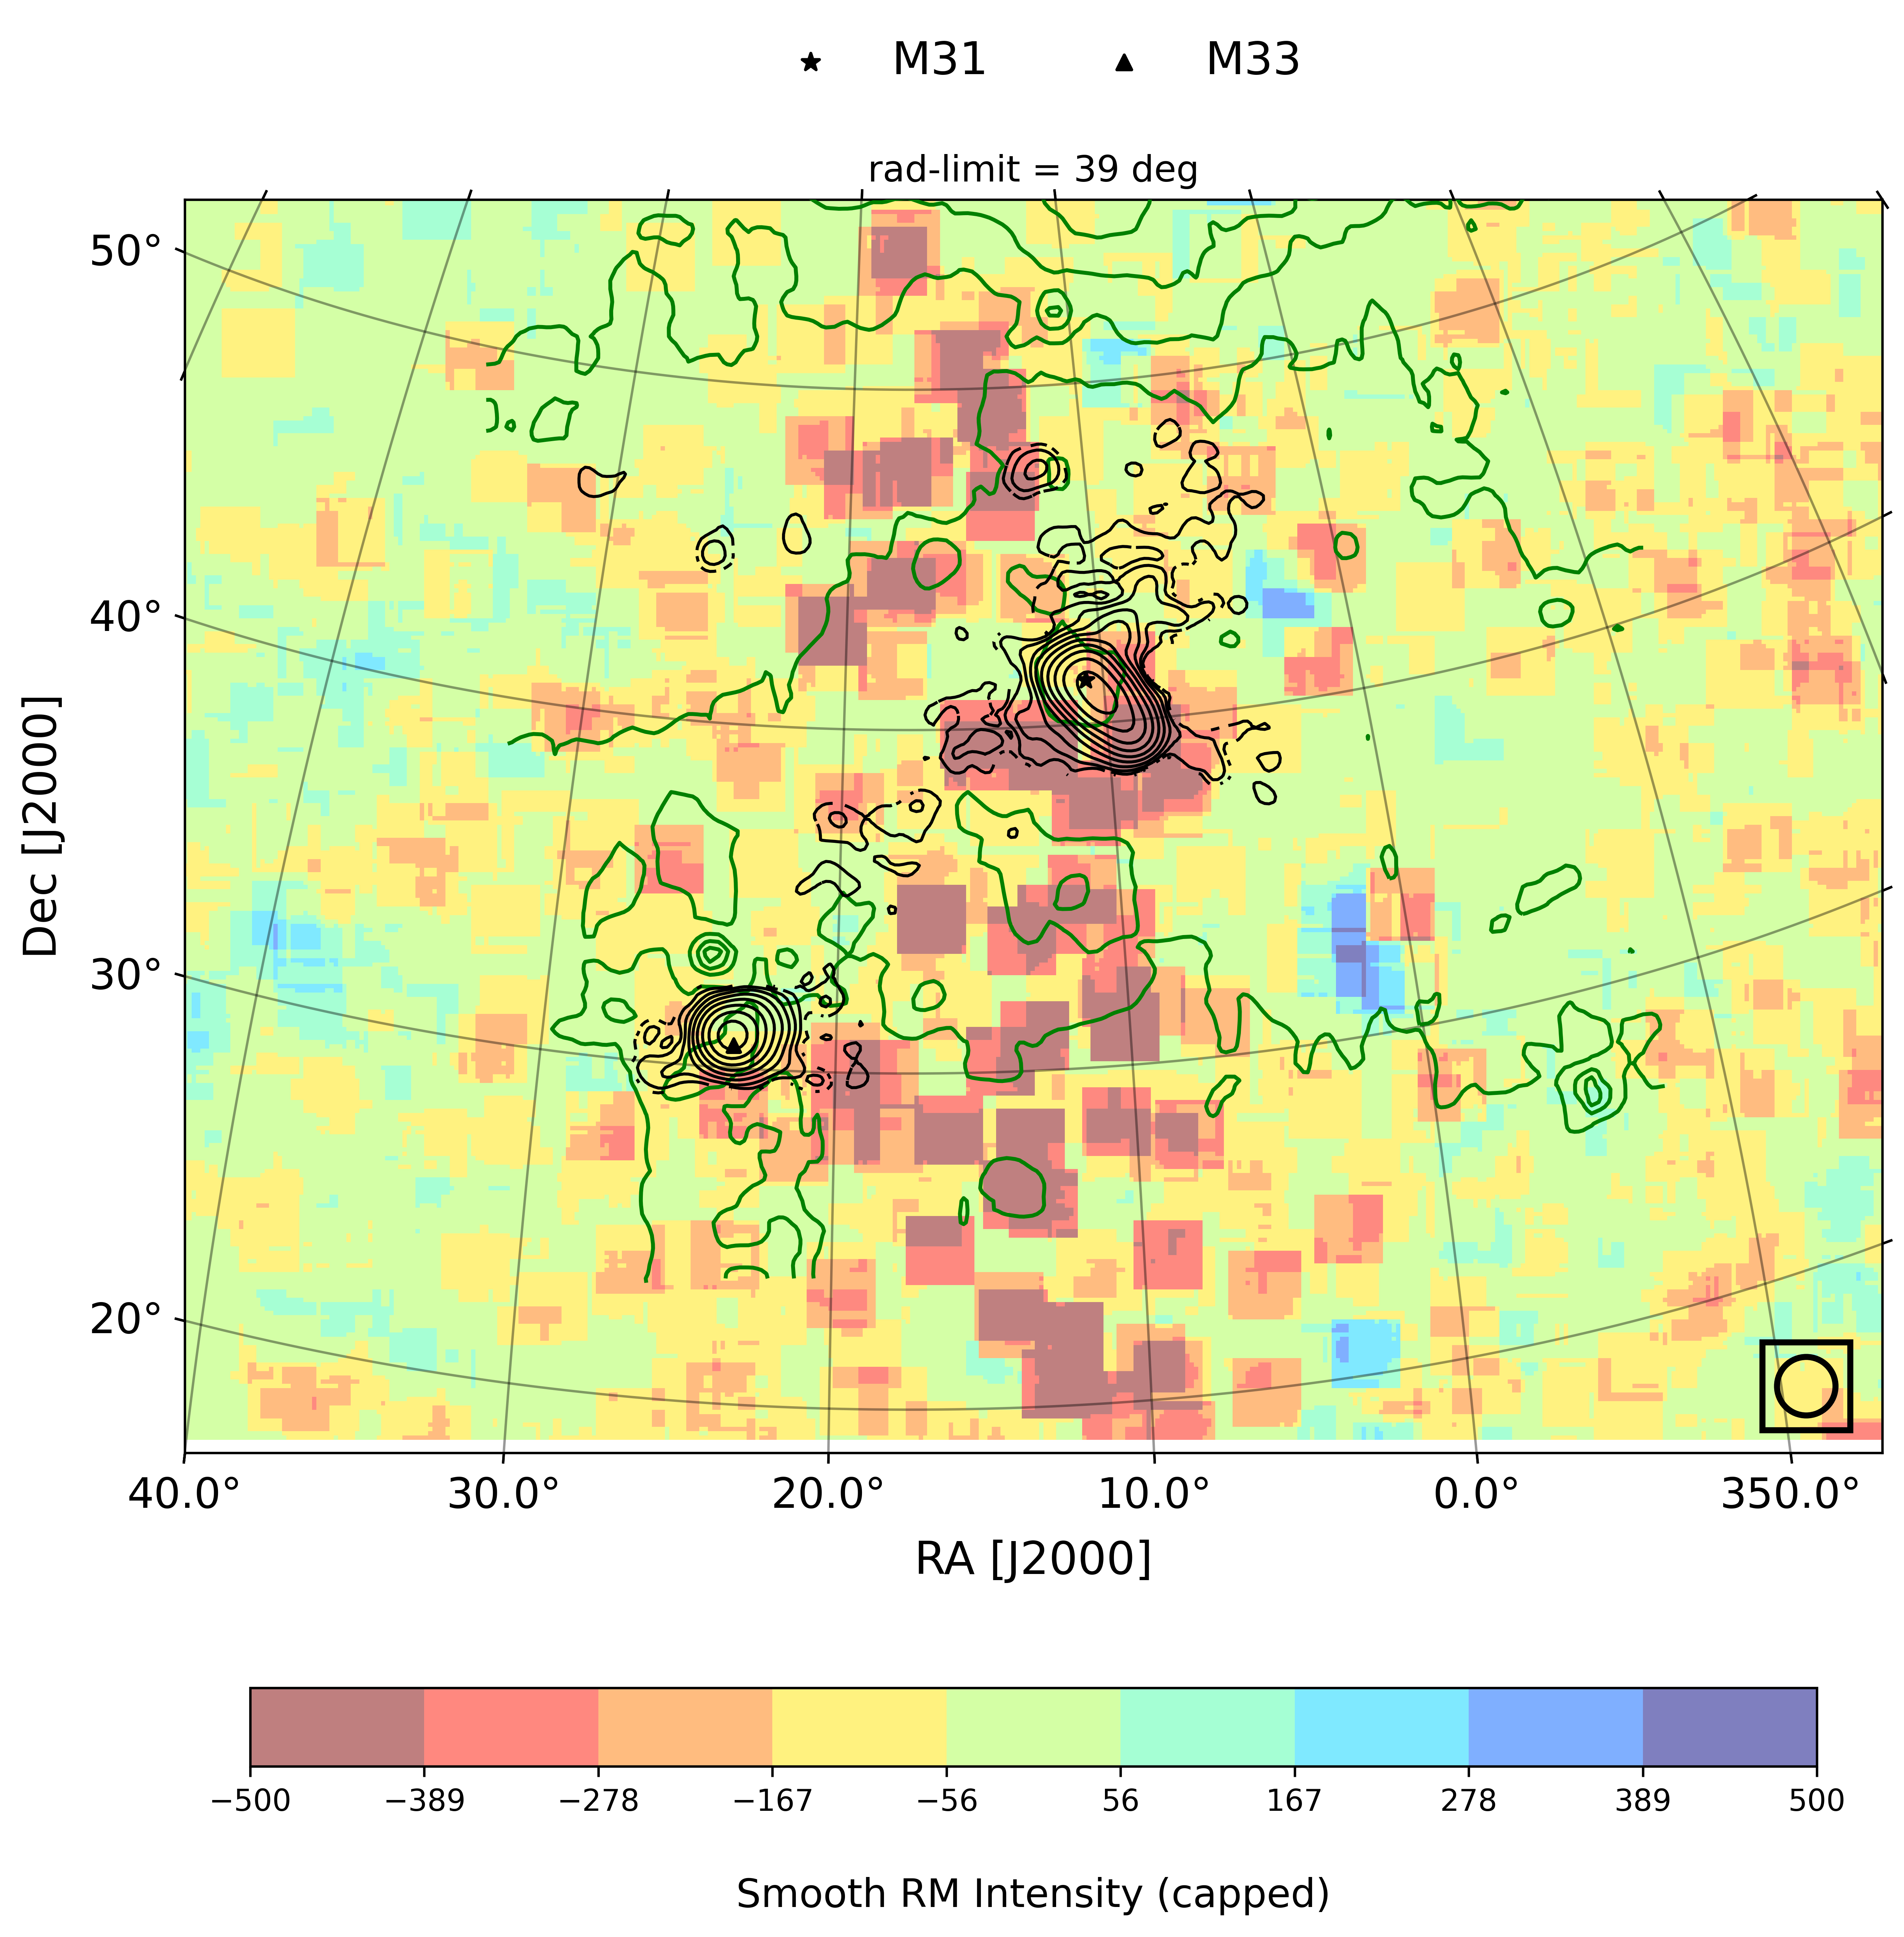 M31 M33
rad-limit = 39 deg
50°
40°
30°
20°
Dec [J2000]
40.0° 30.0° 20.0° 10.0° 0.0° 350.0°
RA [J2000]
−500 −389 −278 −167 −56 56 167 278 389 500
Smooth RM Intensity (capped)